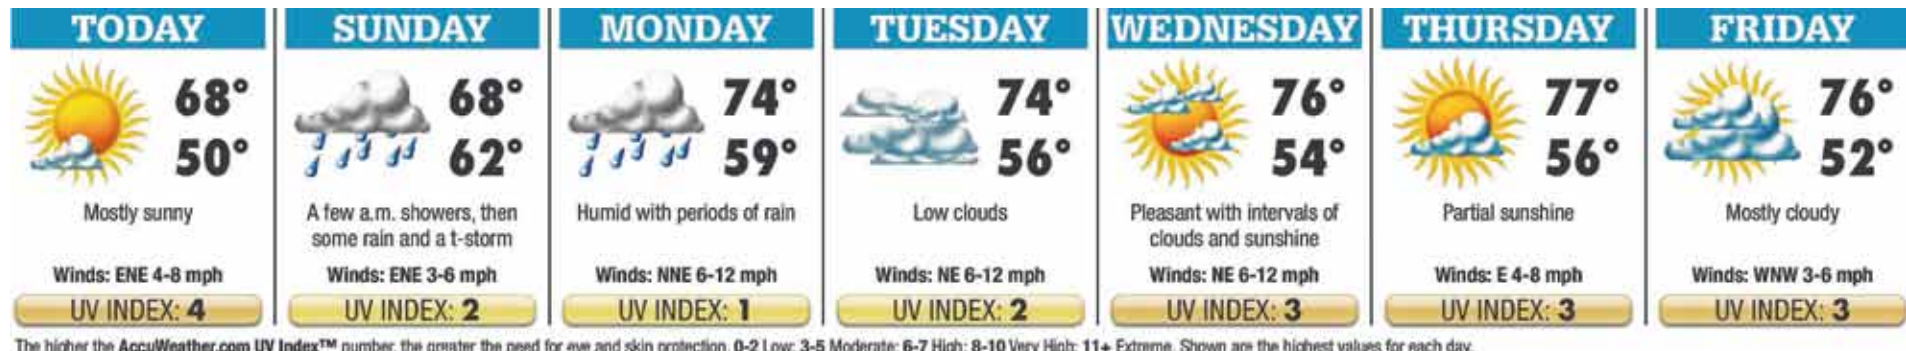 TODAY
68°
50°
Mostly sunny
Winds: ENE 4-8 mph
UV INDEX: 4
SUNDAY
68°
62°
A few a.m. showers, then
some rain and a t-storm
Winds: ENE 3-6 mph
UV INDEX: 2
MONDAY
74°
59°
Humid with periods of rain
Winds: NNE 6-12 mph
UV INDEX: 1
TUESDAY
74°
56°
Low clouds
Winds: NE 6-12 mph
UV INDEX: 2
WEDNESDAY
76°
54°
Pleasant with intervals of
clouds and sunshine
Winds: NE 6-12 mph
UV INDEX: 3
THURSDAY
77°
56°
Partial sunshine
Winds: E 4-8 mph
UV INDEX: 3
FRIDAY
76°
52°
Mostly cloudy
Winds: WNW 3-6 mph
UV INDEX: 3
The higher the AccuWeather.com UV Index™ number, the greater the need for eye and skin protection. 0-2 Low; 3-5 Moderate; 6-7 High; 8-10 Very High; 11+ Extreme. Shown are the highest values for each day.